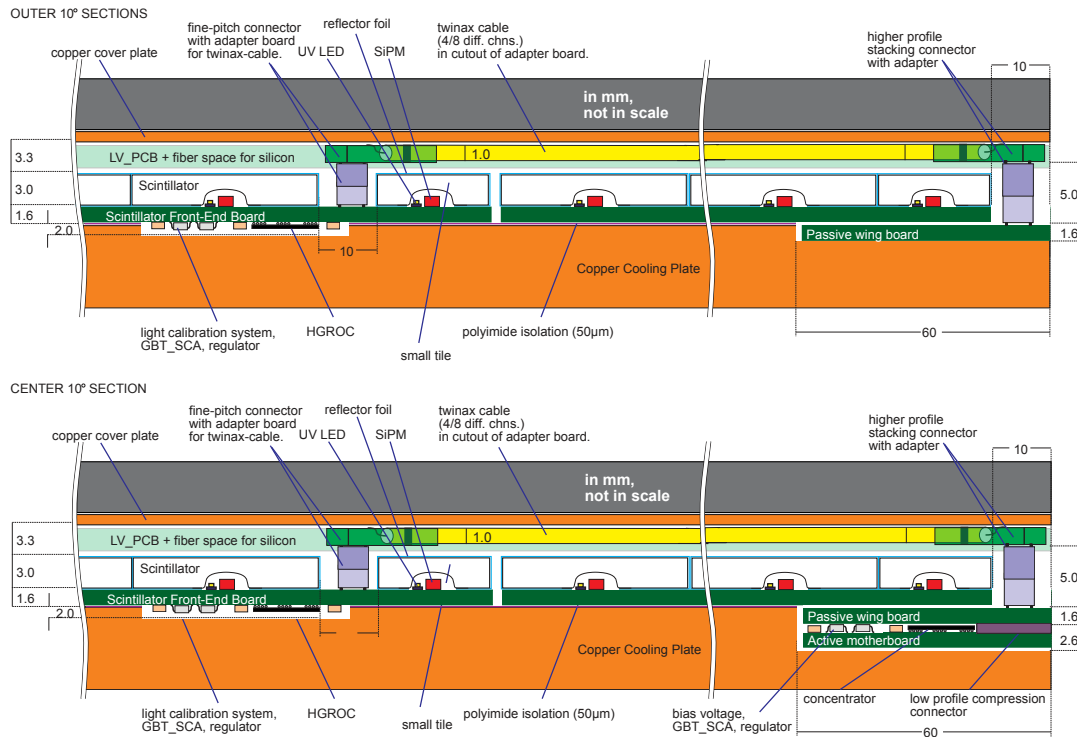 OUTER 10º SECTIONS
copper cover plate
fine-pitch connector
with adapter board
for twinax-cable.
UV LED
reflector foil
SiPM
twinax cable
(4/8 diff. chns.)
in cutout of adapter board.
higher profile
stacking connector
with adapter
10
in mm,
not in scale
3.3
LV_PCB + fiber space for silicon
1.0
3.0
Scintillator
5.0
1.6
Scintillator Front-End Board
2.0
10
Passive wing board
1.6
Copper Cooling Plate
light calibration system,
GBT_SCA, regulator
HGROC
small tile
polyimide isolation (50µm)
60
CENTER 10º SECTION
copper cover plate
fine-pitch connector
with adapter board
for twinax-cable.
UV LED
reflector foil
SiPM
twinax cable
(4/8 diff. chns.)
in cutout of adapter board.
higher profile
stacking connector
with adapter
10
in mm,
not in scale
3.3
LV_PCB + fiber space for silicon
1.0
3.0
Scintillator
5.0
1.6
Scintillator Front-End Board
2.0
Passive wing board
1.6
Active motherboard
2.6
Copper Cooling Plate
light calibration system,
GBT_SCA, regulator
HGROC
small tile
polyimide isolation (50µm)
bias voltage,
GBT_SCA, regulator
concentrator
low profile compression
connector
60